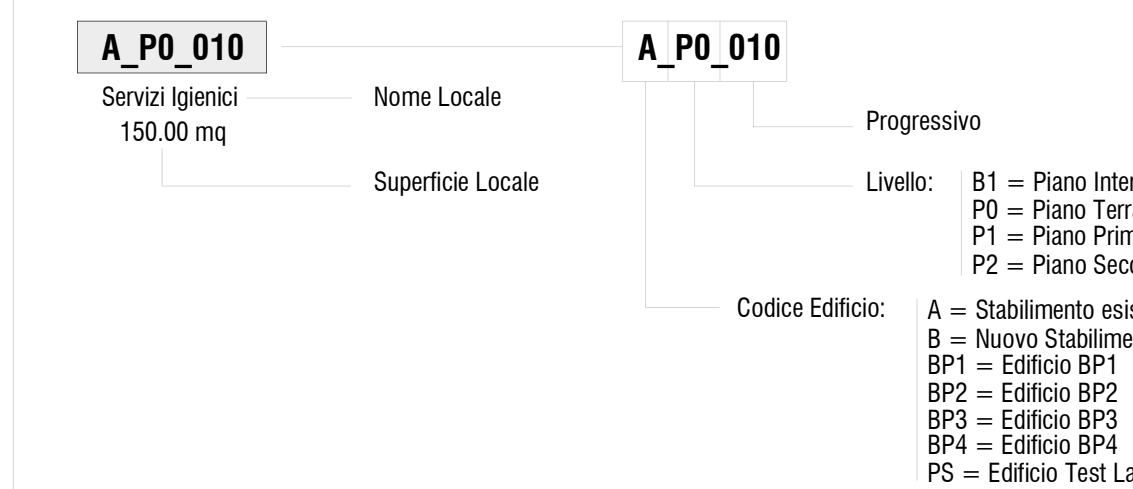 A_P0_010
A_P0_010
Servizi Igienici
Nome Locale
150.00 mq
Progressivo
Superficie Locale
Livello:
B1 = Piano
P0 = Piano
P1 = Piano
P2 = Piano
Codice Edificio:
A = Stabilimento
B = Nuovo
BP1 = Edificio BP1
BP2 = Edificio BP2
BP3 = Edificio BP3
BP4 = Edificio BP4
PS = Edificio Test